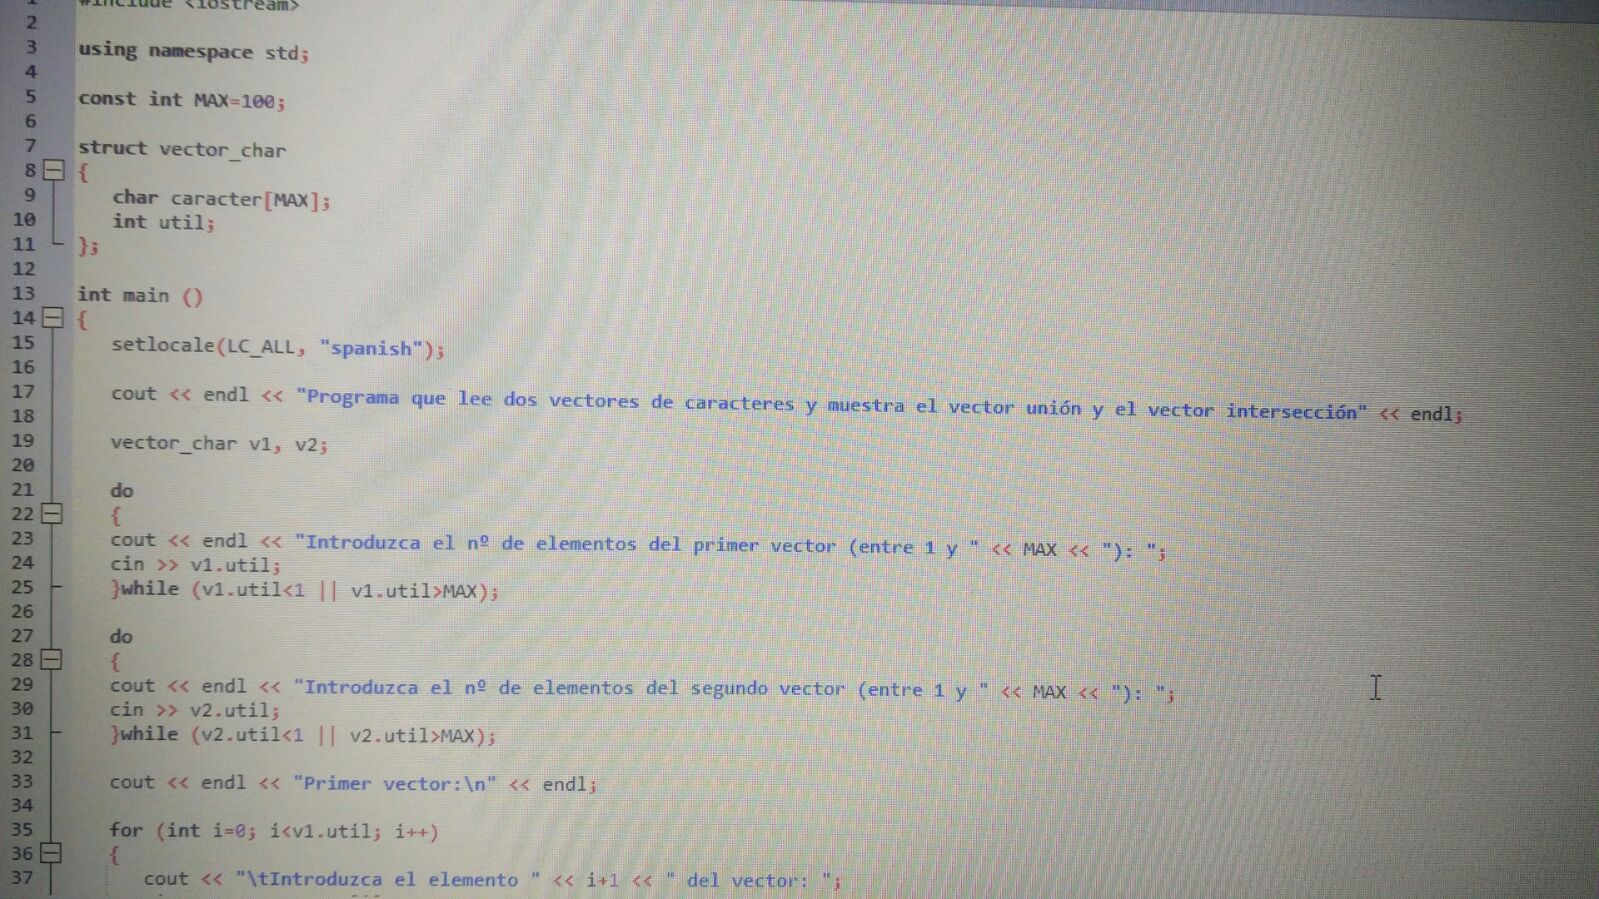 1 #include <iostream>
2
3 using namespace std;
4
5 const int MAX=100;
6
7 struct vector_char
8 {
9 char caracter[MAX];
10 int util;
11 };
12
13 int main ()
14 {
15 setlocale(LC_ALL, "spanish");
16
17 cout << endl << "Programa que lee dos vectores de caracteres y muestra el vector unión y el vector intersección" << endl;
18
19 vector_char v1, v2;
20
21 do
22 {
23 cout << endl << "Introduzca el nº de elementos del primer vector (entre 1 y " << MAX << "): ";
24 cin >> v1.util;
25 }while (v1.util<1 || v1.util>MAX);
26
27 do
28 {
29 cout << endl << "Introduzca el nº de elementos del segundo vector (entre 1 y " << MAX << "): ";
30 cin >> v2.util;
31 }while (v2.util<1 || v2.util>MAX);
32
33 cout << endl << "Primer vector:\n" << endl;
34
35 for (int i=0; i<v1.util; i++)
36 {
37 cout << "\tIntroduzca el elemento " << i+1 << " del vector: ";